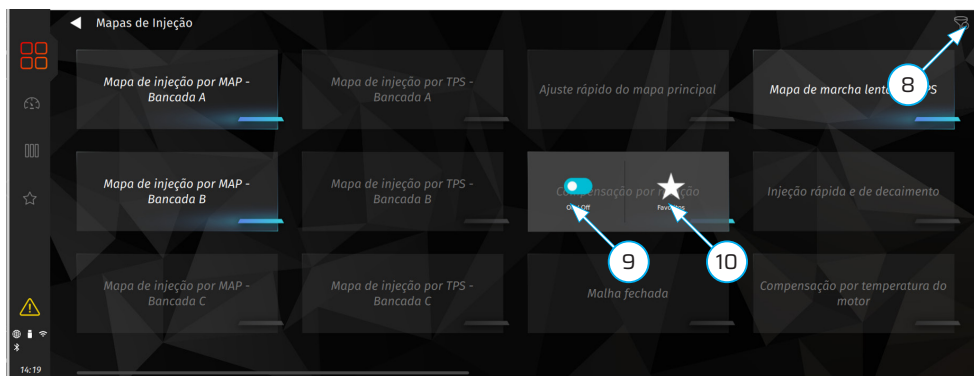 Mapas de Injeção
Mapa de injeção por MAP -
Bancada A
Mapa de injeção por TPS -
Bancada A
Ajuste rápido do mapa principal
Mapa de marcha lenta
8
Mapa de injeção por MAP -
Bancada B
Mapa de injeção por TPS -
Bancada B
On/Off
Favoritos
Injeção rápida e de decaimento
9
10
Mapa de injeção por MAP -
Bancada C
Mapa de injeção por TPS -
Bancada C
Malha fechada
Compensação por temperatura do
motor
14:19